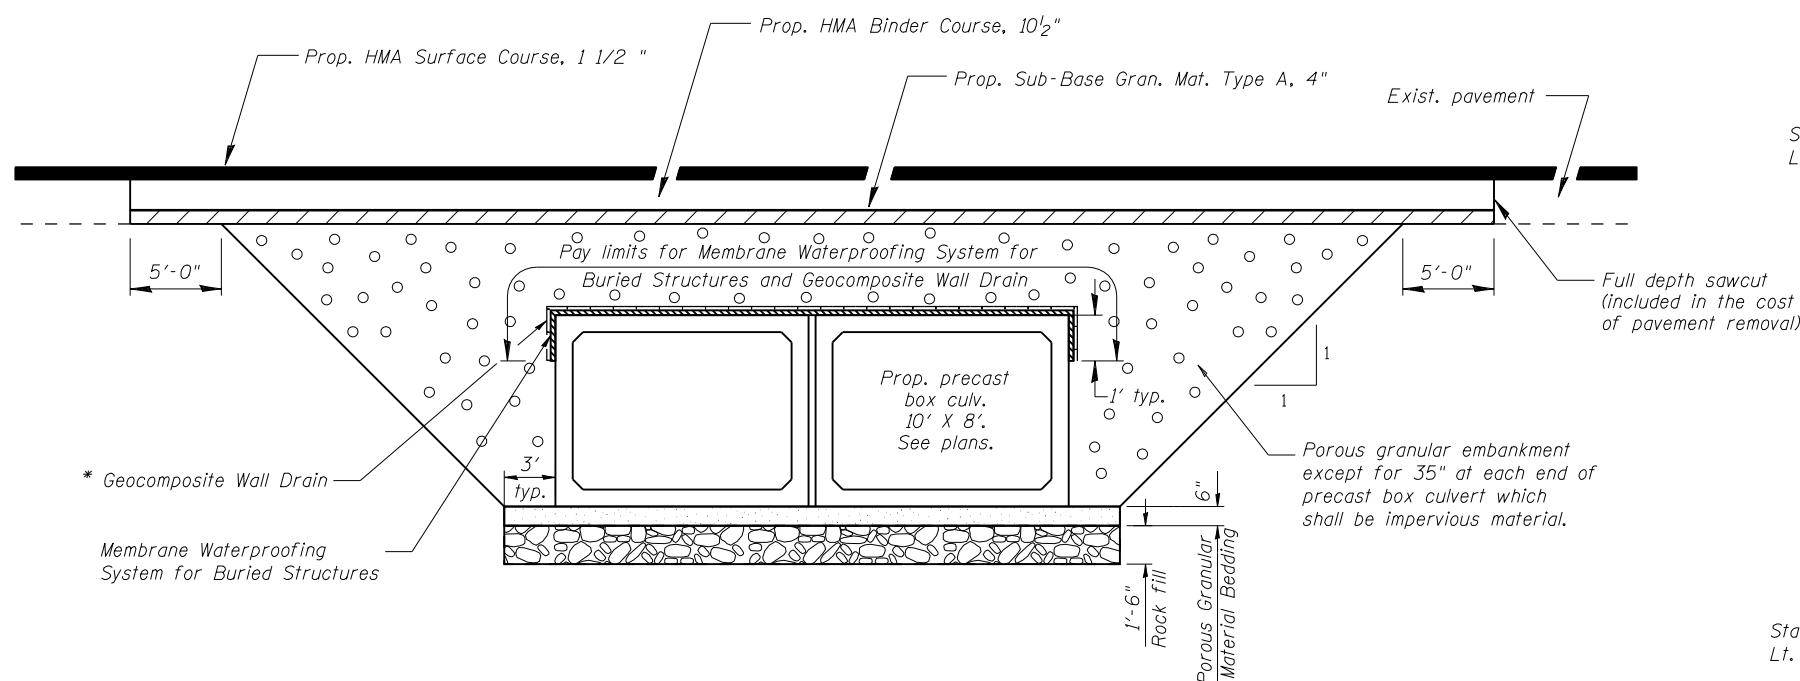 Prop. HMA Binder Course, 10½"
Prop. HMA Surface Course, 1 1/2 "
Prop. Sub-Base Gran. Mat. Type A, 4"
Exist. pavement
S
L
Pay limits for Membrane Waterproofing System for
Buried Structures and Geocomposite Wall Drain
5'-0"
5'-0"
Full depth sawcut
(included in the cost
of pavement removal)
1
1
Prop. precast
box culv.
10' X 8'.
See plans.
1' typ.
* Geocomposite Wall Drain
3'
typ.
Porous granular embankment
except for 35" at each end of
precast box culvert which
shall be impervious material.
6"
Membrane Waterproofing
System for Buried Structures
1'-6"
Rock fill
Porous Granular
Material Bedding
Sta
Lt.